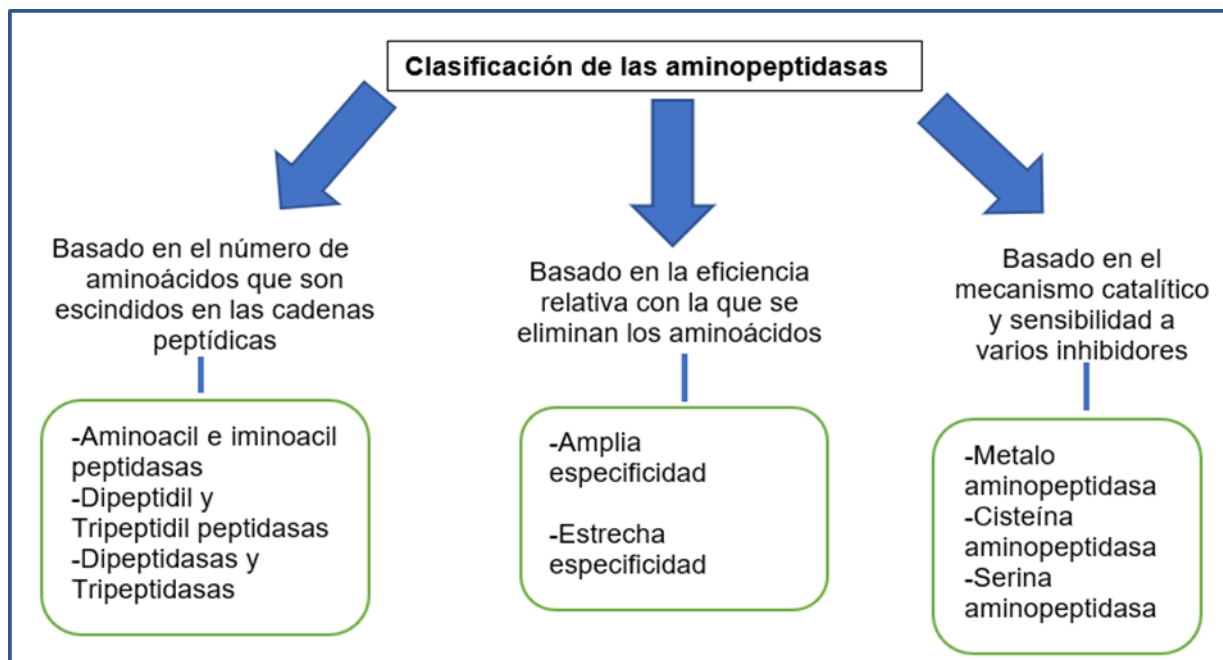 Clasificación de las aminopeptidasas
Basado en el número de
aminoácidos que son
escindidos en las cadenas
peptídicas
-Aminoacil e iminoacil
peptidasas
-Dipeptidil y
Tripeptidil peptidasas
-Dipeptidasas y
Tripeptidasas
Basado en la eficiencia
relativa con la que se
eliminan los aminoácidos
-Amplia
especificidad
-Estrecha
especificidad
Basado en el
mecanismo catalítico
y sensibilidad a
varios inhibidores
-Metalo
aminopeptidasa
-Cisteína
aminopeptidasa
-Serina
aminopeptidasa